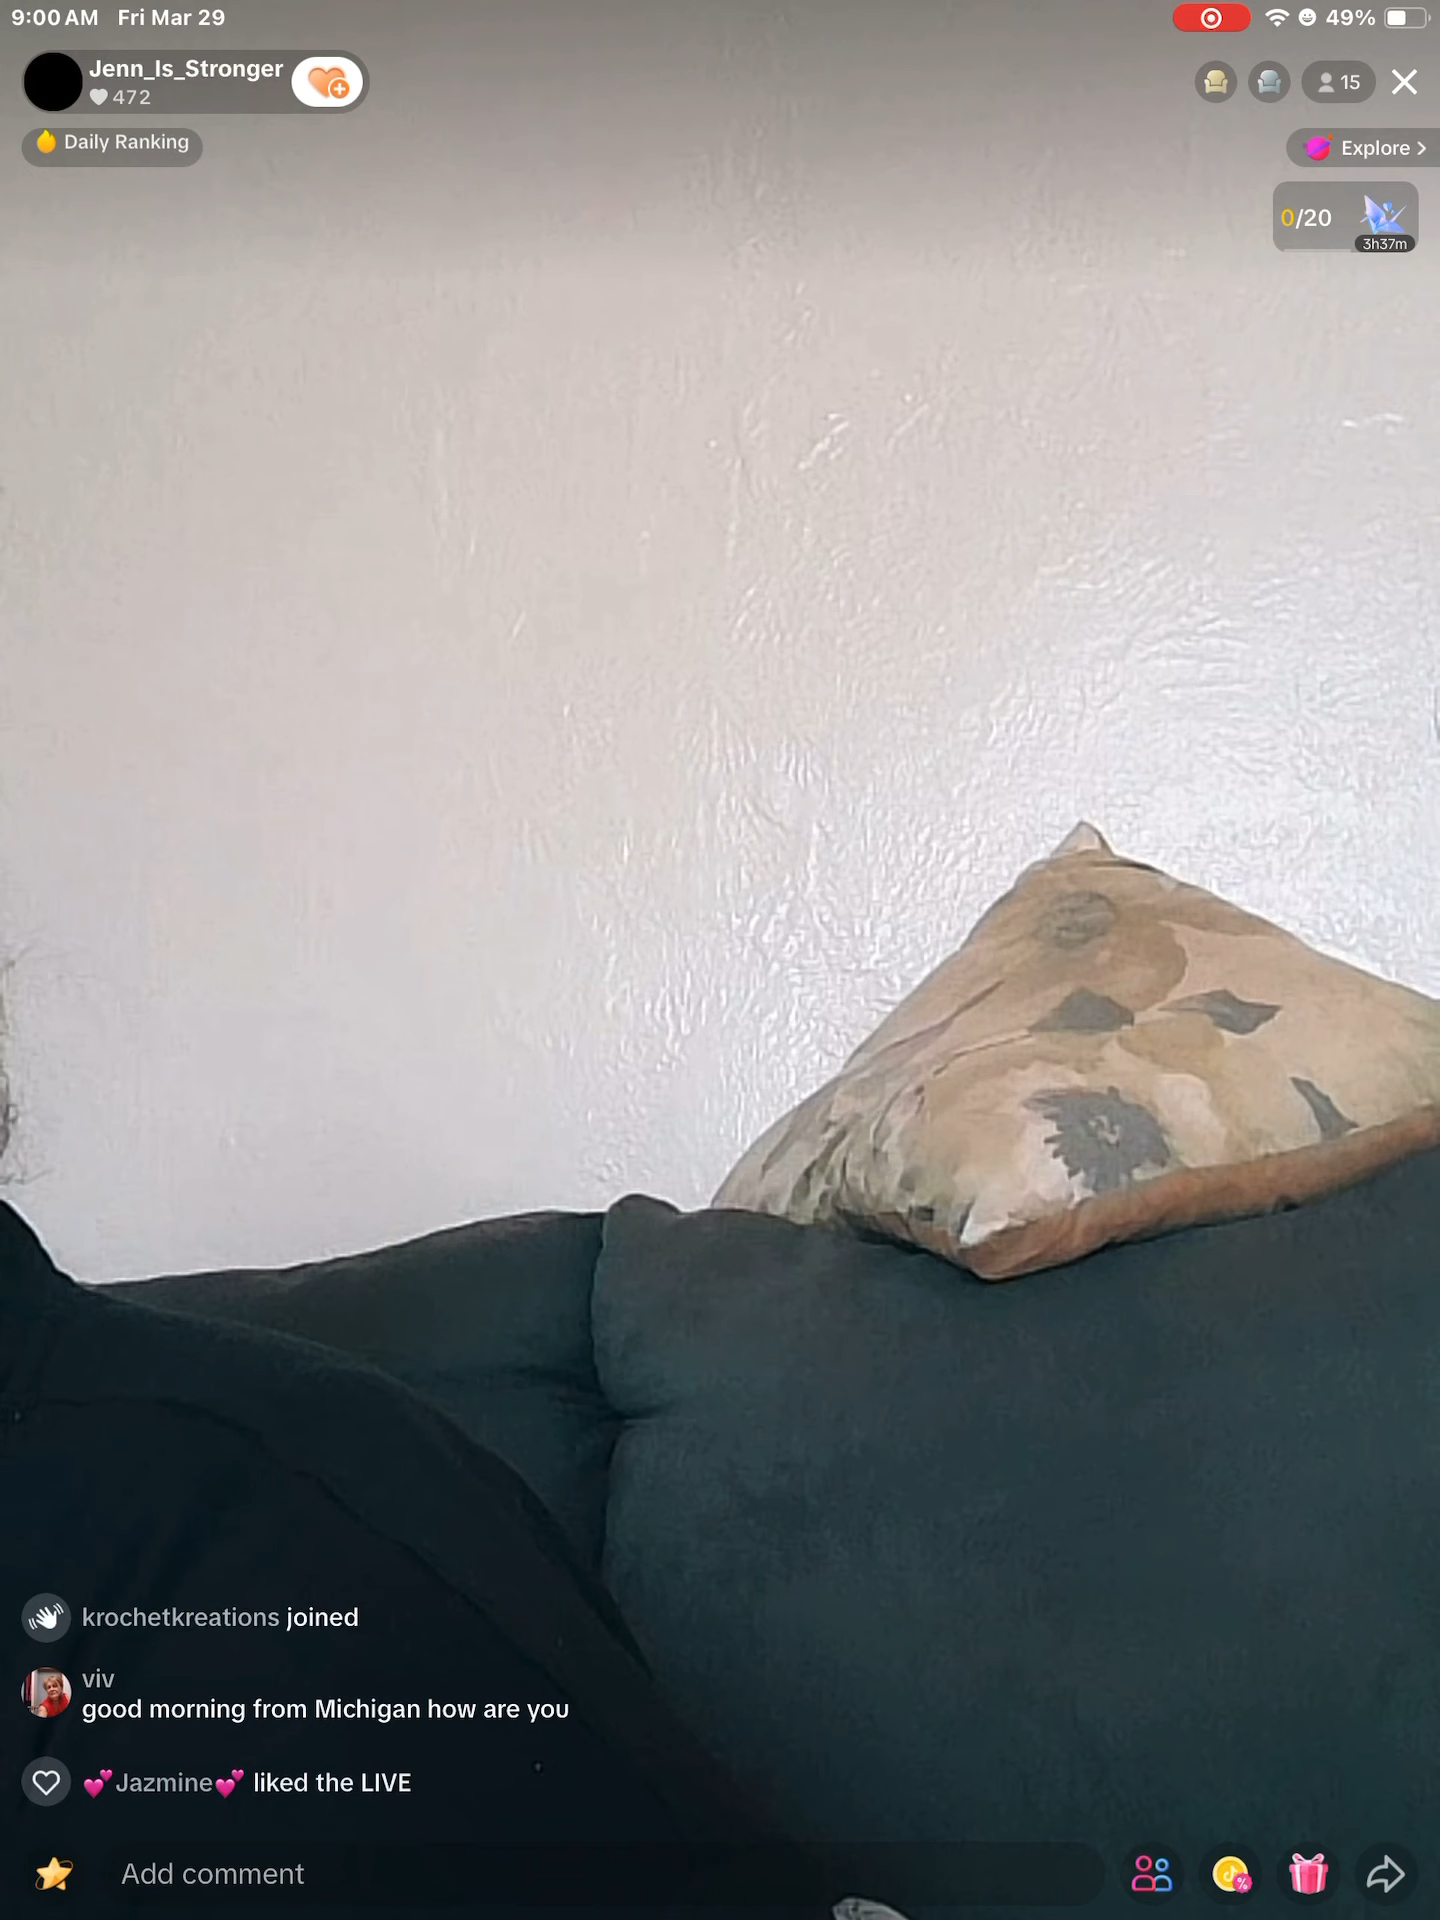 9:00 AM Fri Mar 29
49%
Jenn_Is_Stronger
472
15
Daily Ranking
Explore >
0/20
3h37m
krochetkreations joined
viv
good morning from Michigan how are you
💕Jazmine💕 liked the LIVE
Add comment